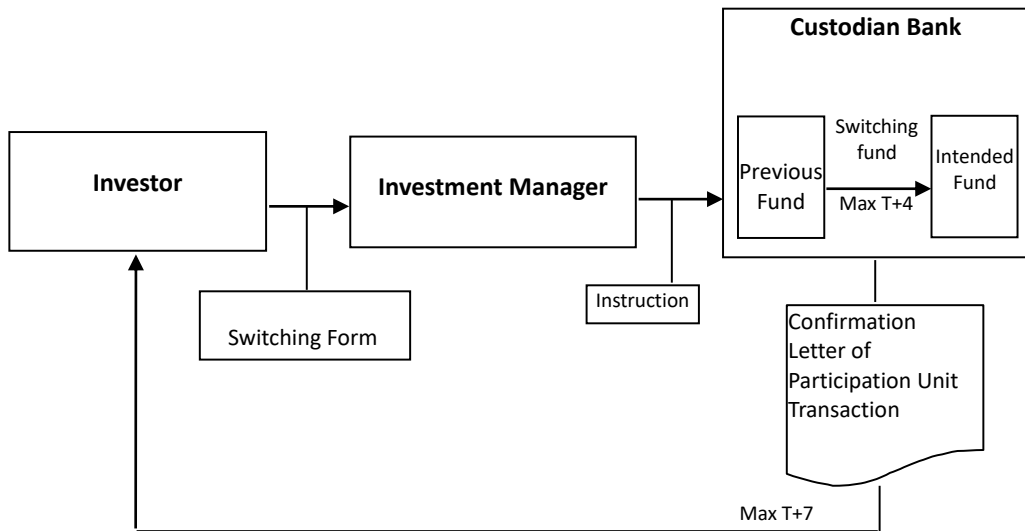 Custodian Bank
Investor
Investment Manager
Previous
Fund
Switching
fund
Max T+4
Intended
Fund
Switching Form
Instruction
Confirmation
Letter of
Participation Unit
Transaction
Max T+7